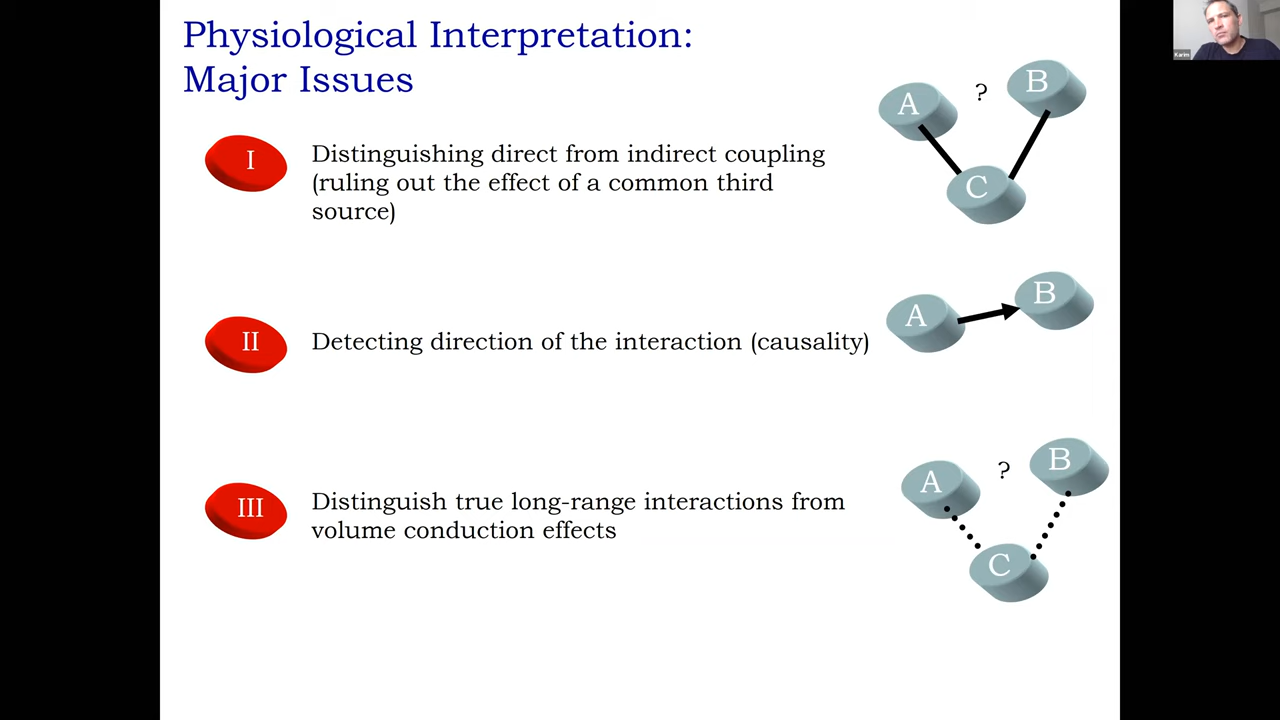 Physiological Interpretation:
Major Issues
I
Distinguishing direct from indirect coupling
(ruling out the effect of a common third
source)
A
?
B
C
II
Detecting direction of the interaction (causality)
A
B
III
Distinguish true long-range interactions from
volume conduction effects
A
?
B
C
Karim